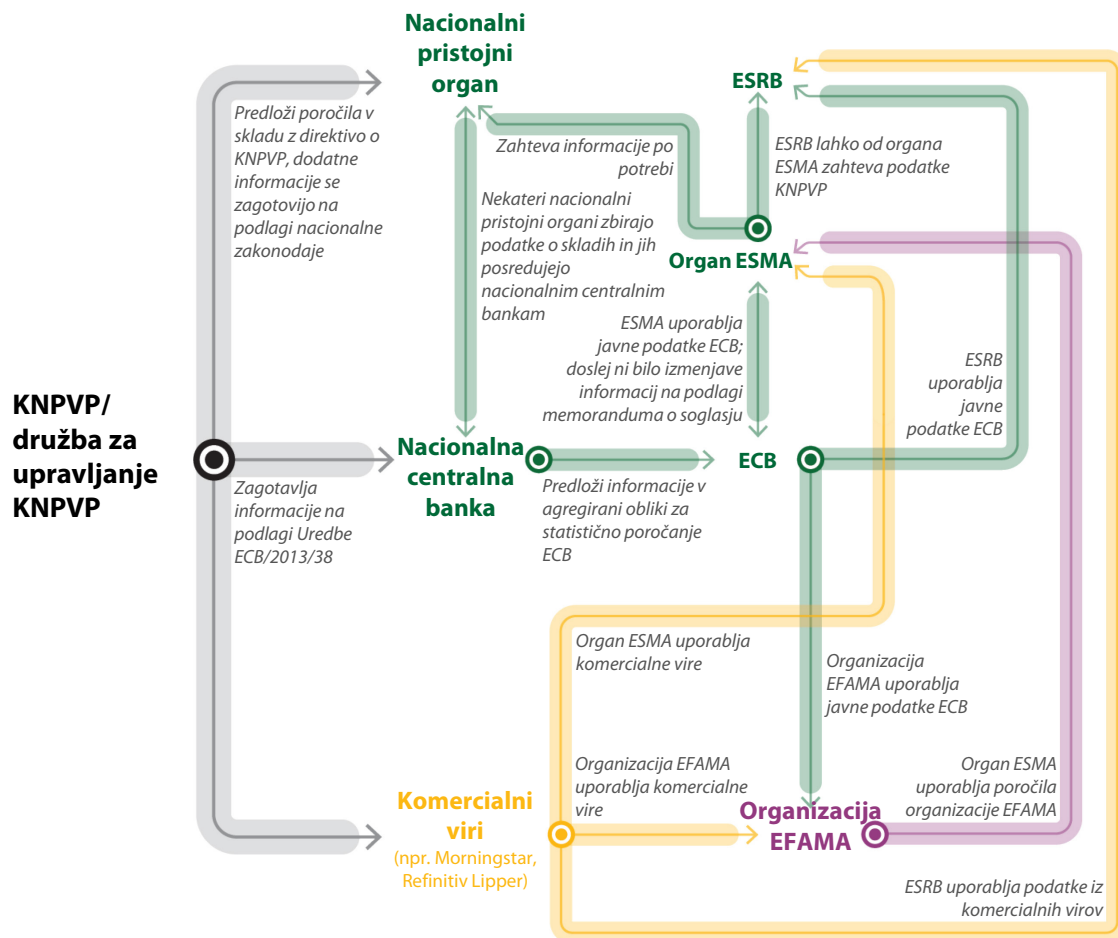 Nacionalni
pristojni
organ
ESRB
Predloži poročila v
skladu z direktivo o
KNPVP, dodatne
informacije se
zagotovijo na
podlagi nacionalne
zakonodaje
Zahteva informacije po
potrebi
ESRB lahko od organa
ESMA zahteva podatke
KNPVP
Nekateri nacionalni
pristojni organi zbirajo
podatke o skladih in jih
posredujejo
nacionalnim centralnim
bankam
Organ ESMA
ESMA uporablja
javne podatke ECB;
doslej ni bilo izmenjave
informacij na podlagi
memoranduma o soglasju
ESRB
uporablja
javne
podatke ECB
KNPVP/
družba za
upravljanje
KNPVP
Nacionalna
centralna
banka
ECB
Zagotavlja
informacije na
podlagi Uredbe
ECB/2013/38
Predloži informacije v
agregirani obliki za
statistično poročanje
ECB
Organ ESMA uporablja
komercialne vire
Organizacija
EFAMA uporablja
javne podatke ECB
Organizacija EFAMA
uporablja komercialne
vire
Organ ESMA
uporablja poročila
organizacije EFAMA
Komercialni
viri
(npr. Morningstar,
Refinitiv Lipper)
Organizacija
EFAMA
ESRB uporablja podatke iz
komercialnih virov